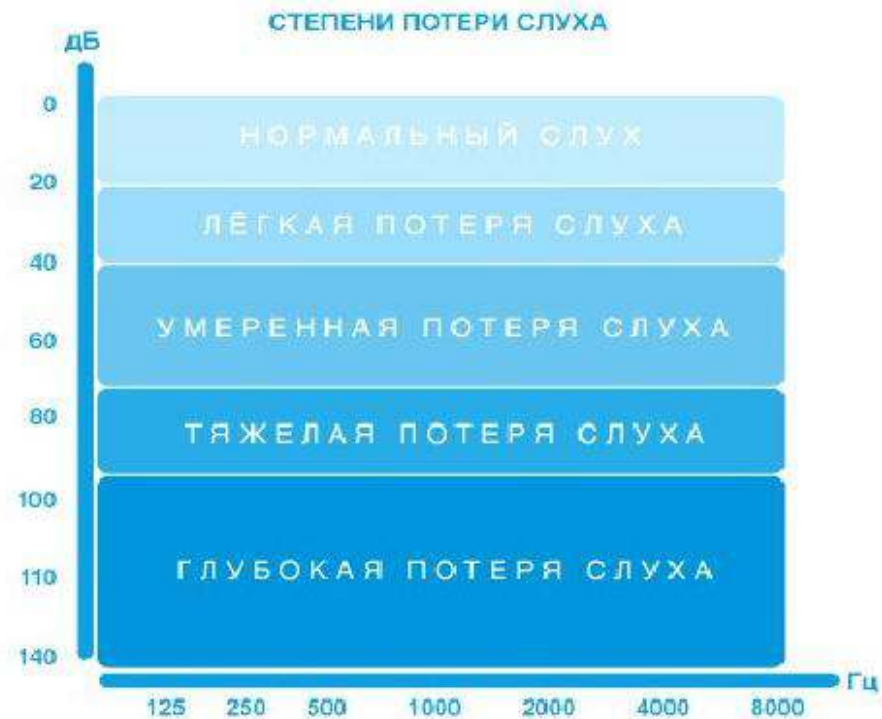 СТЕПЕНИ ПОТЕРИ СЛУХА
дБ
0
НОРМАЛЬНЫЙ СЛУХ
20
ЛЁГКАЯ ПОТЕРЯ СЛУХА
40
УМЕРЕННАЯ ПОТЕРЯ СЛУХА
60
80
ТЯЖЕЛАЯ ПОТЕРЯ СЛУХА
100
ГЛУБОКАЯ ПОТЕРЯ СЛУХА
110
140
Гц
125 250 500 1000 2000 4000 8000